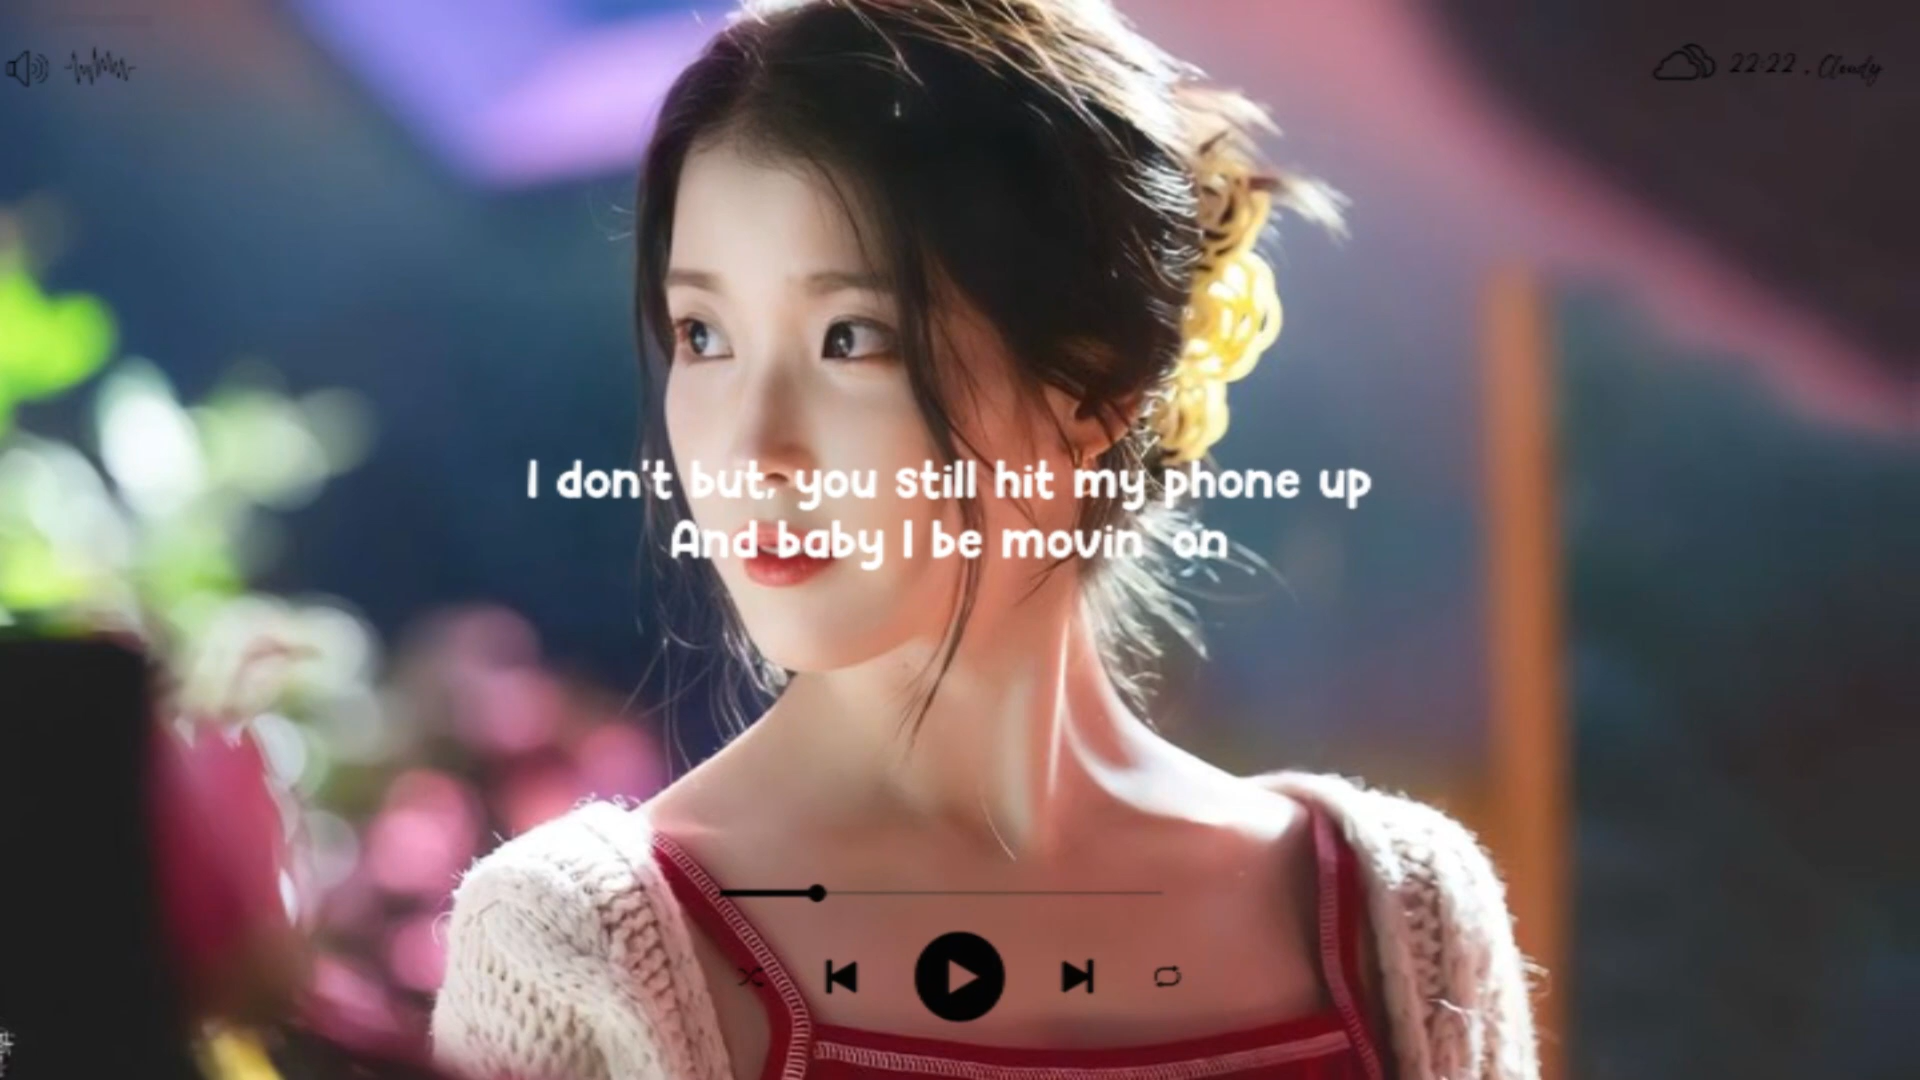 22:22 . Cloudy
I don't but, you still hit my phone up
And baby I be movin' on